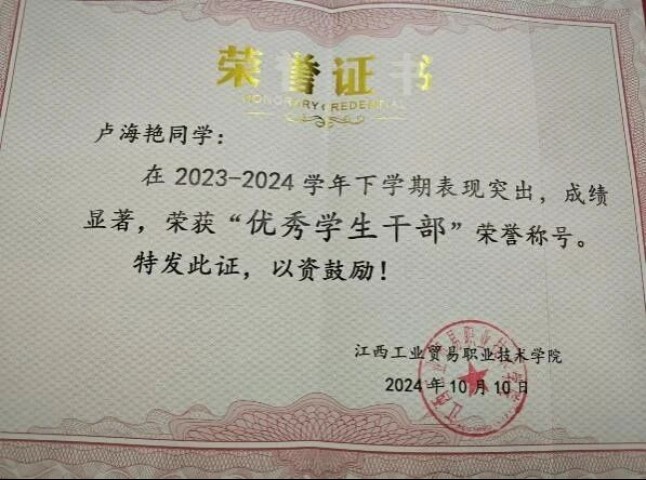 荣誉证书
HONORARY CREDENTIAL
卢海艳同学：
在 2023-2024 学年下学期表现突出，成绩
显著，荣获“优秀学生干部”荣誉称号。
特发此证，以资鼓励！
江西工业贸易职业技术学院
2024 年 10 月 10 日